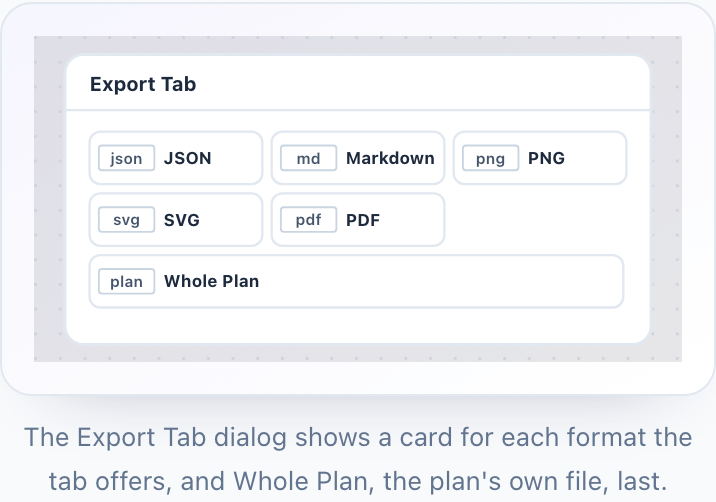 Export Tab
json JSON md Markdown png PNG
svg SVG pdf PDF
plan Whole Plan
The Export Tab dialog shows a card for each format the
tab offers, and Whole Plan, the plan's own file, last.